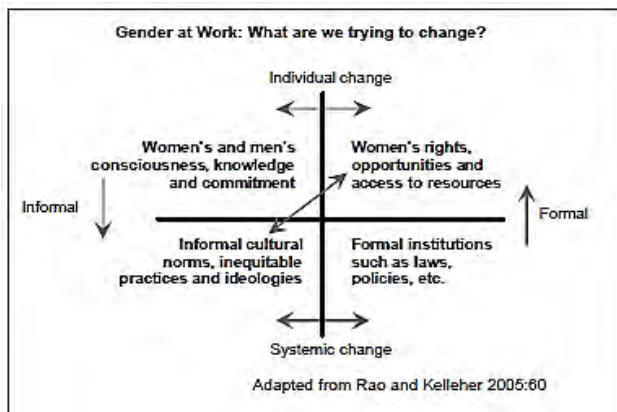 Gender at Work: What are we trying to change?
Individual change
Women's and men's
consciousness, knowledge
and commitment
Women's rights,
opportunities and
access to resources
Informal
Formal
Informal cultural
norms, inequitable
practices and ideologies
Formal institutions
such as laws,
policies, etc.
Systemic change
Adapted from Rao and Kelleher 2005:60